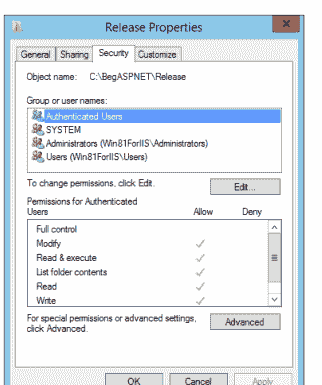 Release Properties
General Sharing Security Customize
Object name: C:\BegASPNET\Release
Group or user names:
Authenticated Users
SYSTEM
Administrators (Win81ForIIS\Administrators)
Users (Win81ForIIS\Users)
To change permissions, click Edit.
Edit...
Permissions for Authenticated
Users Allow Deny
Full control
Modify
Read & execute
List folder contents
Read
Write
For special permissions or advanced settings,
click Advanced.
Advanced
OK Cancel Apply